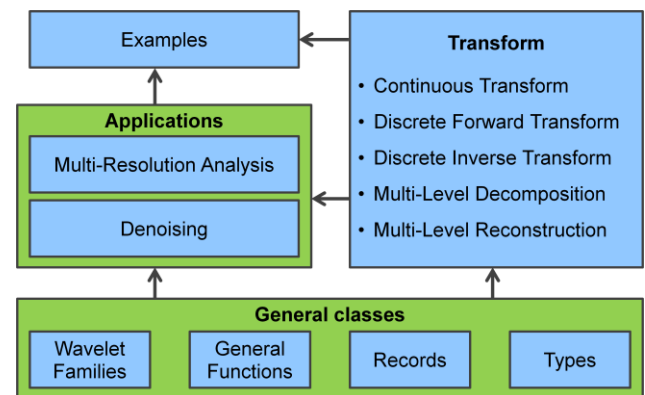 Examples
Transform
• Continuous Transform
• Discrete Forward Transform
• Discrete Inverse Transform
• Multi-Level Decomposition
• Multi-Level Reconstruction
Applications
Multi-Resolution Analysis
Denoising
General classes
Wavelet
Families
General
Functions
Records
Types